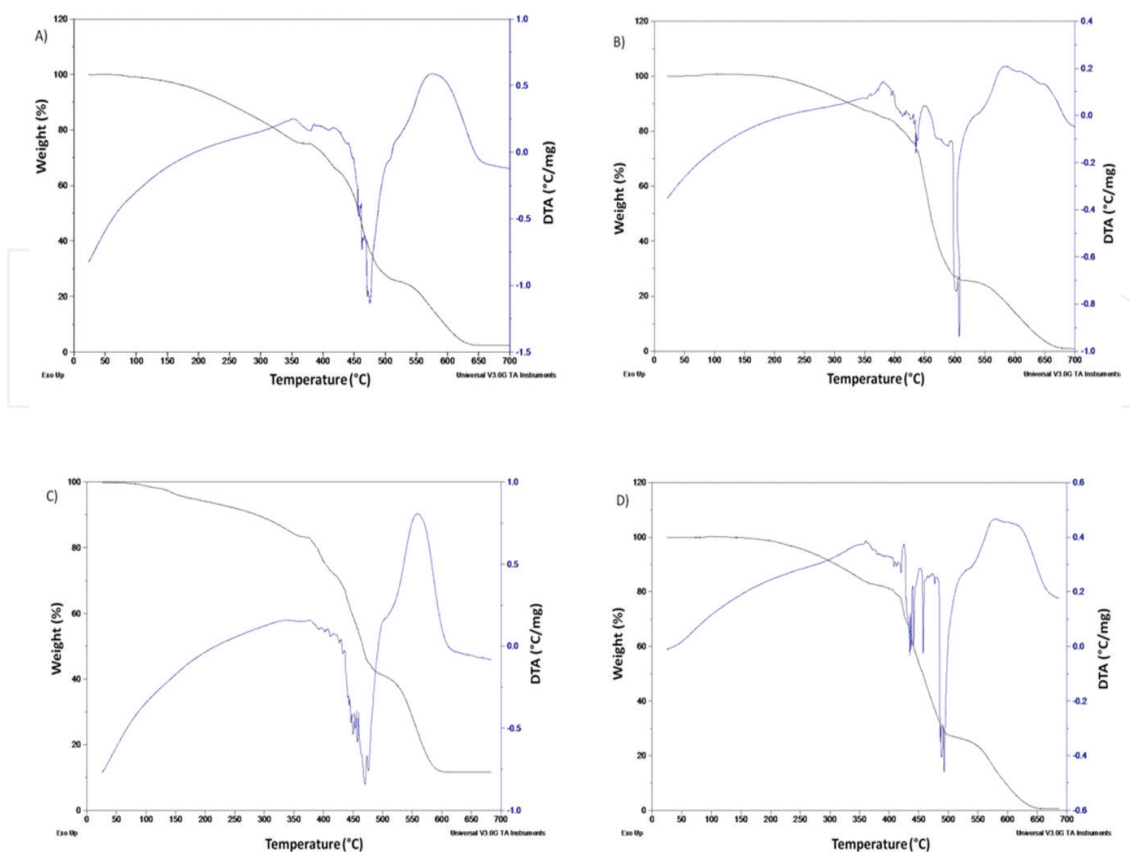 A)
120
100
80
60
40
20
0
Weight (%)
1.0
0.5
0.0
-0.5
-1.0
-1.5
DTA (°C/mg)
0 50 100 150 200 250 300 350 400 450 500 550 600 650 700
Exo Up
Temperature (°C)
Universal V3.0G TA Instruments
B)
120
100
80
60
40
20
0
Weight (%)
0.4
0.2
0.0
-0.2
-0.4
-0.6
-0.8
-1.0
DTA (°C/mg)
0 50 100 150 200 250 300 350 400 450 500 550 600 650 700
Exo Up
Temperature (°C)
Universal V3.0G TA Instruments
C)
100
80
60
40
20
0
Weight (%)
1.0
0.5
0.0
-0.5
-1.0
DTA (°C/mg)
0 50 100 150 200 250 300 350 400 450 500 550 600 650 700
Exo Up
Temperature (°C)
Universal V3.0G TA Instruments
D)
120
100
80
60
40
20
0
Weight (%)
0.6
0.4
0.2
0.0
-0.2
-0.4
-0.6
DTA (°C/mg)
0 50 100 150 200 250 300 350 400 450 500 550 600 650 700
Exo Up
Temperature (°C)
Universal V3.0G TA Instruments